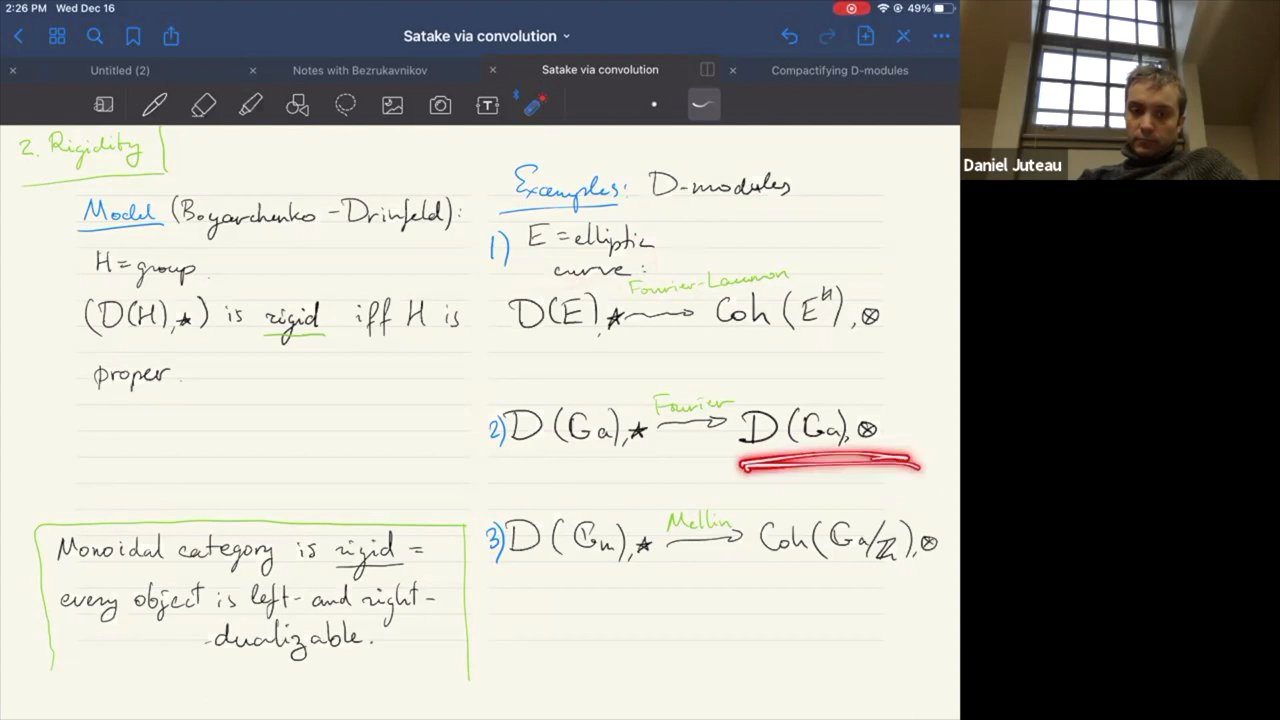 2:26 PM Wed Dec 16
49%
Satake via convolution
Untitled (2)
Notes with Bezrukavnikov
Satake via convolution
Compactifying D-modules
Daniel Juteau
2. Rigidity
Model (Boyarchenko - Drinfeld):
H = group.
(D(H), ★) is rigid iff H is
proper.
Monoidal category is rigid =
every object is left- and right-
-dualizable.
Examples: D-modules
1) E = elliptic
curve:
Fourier-Laumon
D(E), ★ → Coh(E♮), ⊗
Fourier
2) D(Ga), ★ → D(Ga), ⊗
Mellin
3) D(Gm), ★ → Coh(Ga/ℤ), ⊗